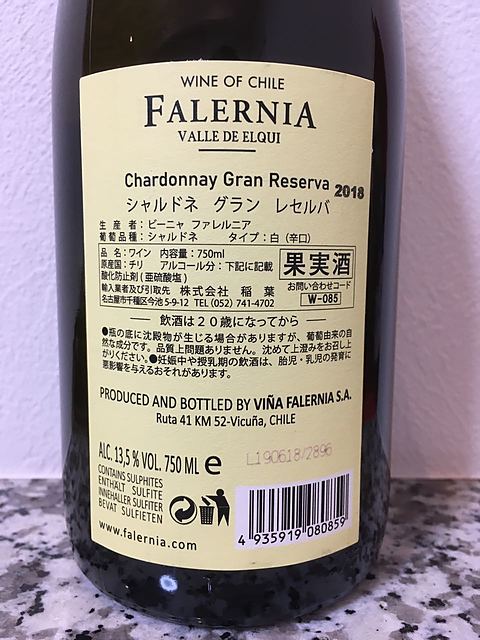 WINE OF CHILE
FALERNIA
VALLE DE ELQUI
Chardonnay Gran Reserva 2018
シャルドネ グラン レセルバ
生産者：ビーニャ ファレルニア
葡萄品種：シャルドネ タイプ：白（辛口）
品名：ワイン 内容量：750ml
原産国：チリ アルコール分：下記に記載
酸化防止剤（亜硫酸塩）
輸入業者及び引取先 株式会社 稲葉
名古屋市千種区今池5-9-12 TEL（052）741-4702
果実酒
お問い合わせコード
W-085
飲酒は２０歳になってから
●瓶の底に沈殿物が生じる場合がありますが、葡萄由来の自
然な成分です。品質上問題ありません。沈めて上澄みをお召し上
がりください。●妊娠中や授乳期の飲酒は、胎児・乳児の発育に
悪影響を与えるおそれがあります。
PRODUCED AND BOTTLED BY VIÑA FALERNIA S.A.
Ruta 41 KM 52-Vicuña, CHILE
ALC. 13,5 % VOL. 750 ML e
L190618/2896
CONTAINS SULPHITES
ENTHÄLT SULFITE
INNEHALLER SULFITER
BEVAT SULFIETEN
www.falernia.com
4 935919 080859